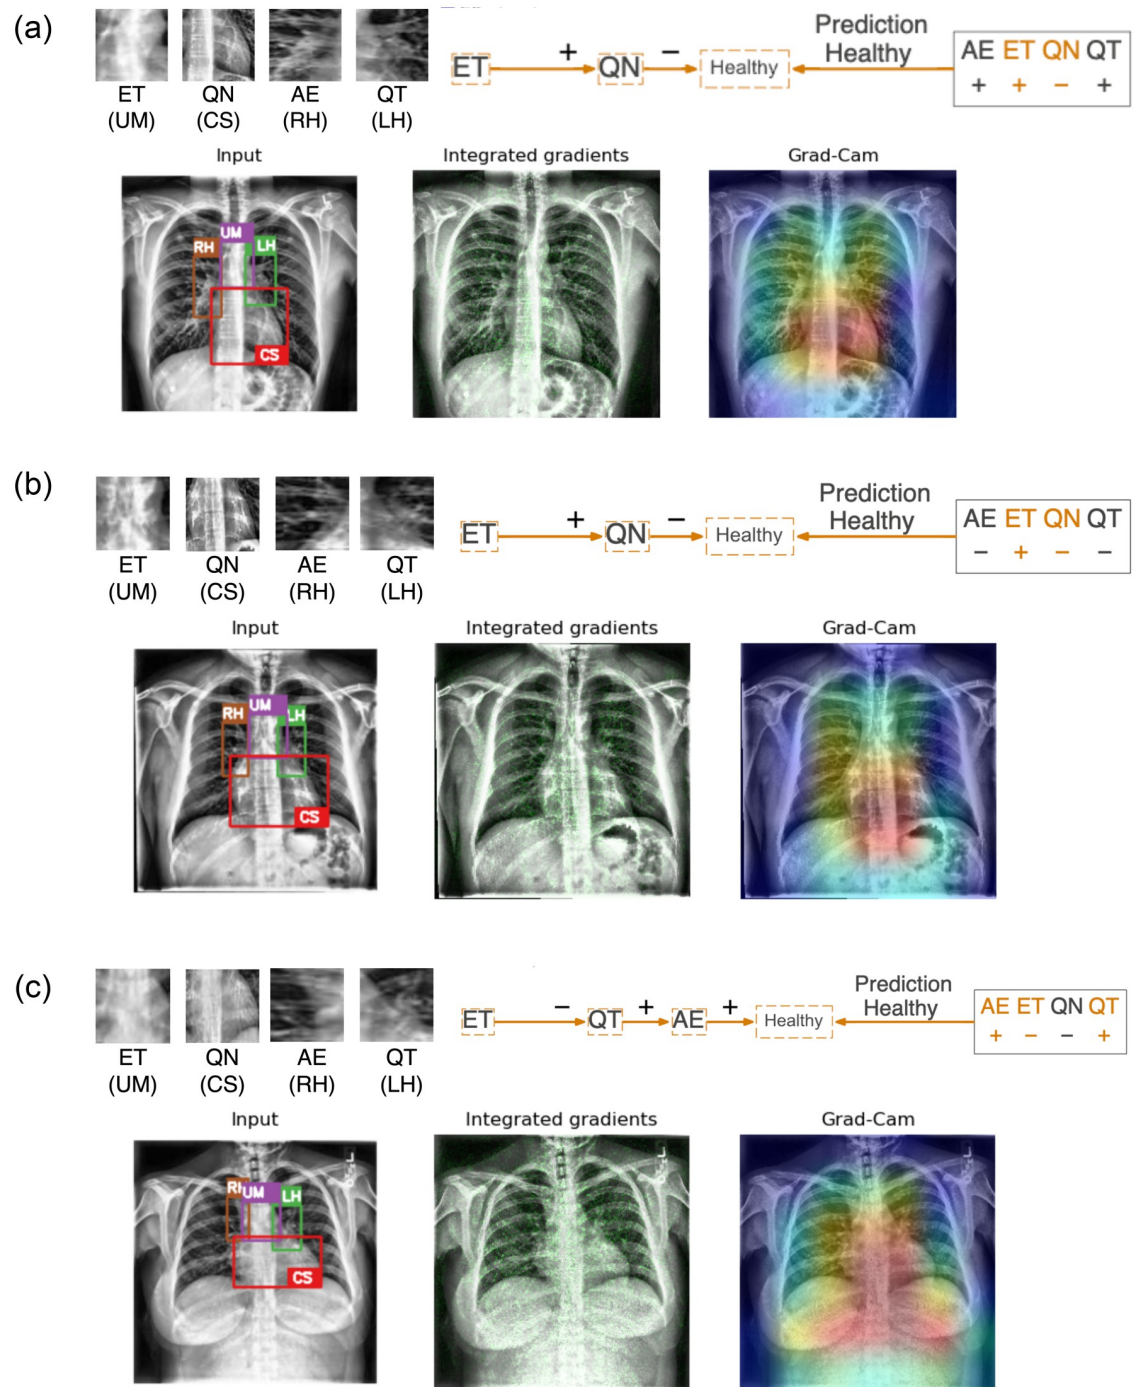 (a)
ET QN AE QT
(UM) (CS) (RH) (LH)
ET + QN − Healthy
Prediction
Healthy
AE ET QN QT
+ + − +
Input
Integrated gradients
Grad-Cam
RH UM LH
CS
(b)
ET QN AE QT
(UM) (CS) (RH) (LH)
ET + QN − Healthy
Prediction
Healthy
AE ET QN QT
− + − −
Input
Integrated gradients
Grad-Cam
RH UM LH
CS
(c)
ET QN AE QT
(UM) (CS) (RH) (LH)
ET − QT + AE + Healthy
Prediction
Healthy
AE ET QN QT
+ − − +
Input
Integrated gradients
Grad-Cam
UM LH
CS